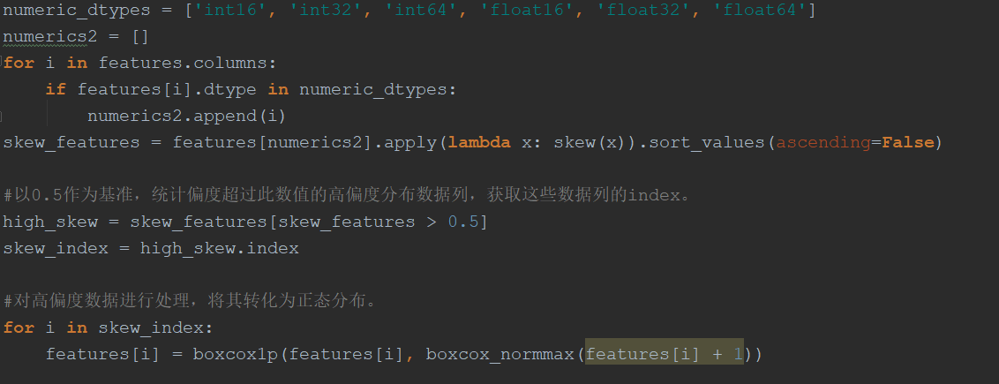 numeric_dtypes = ['int16', 'int32', 'int64', 'float16', 'float32', 'float64']
numerics2 = []
for i in features.columns:
    if features[i].dtype in numeric_dtypes:
        numerics2.append(i)
skew_features = features[numerics2].apply(lambda x: skew(x)).sort_values(ascending=False)
#以0.5作为基准，统计偏度超过此数值的高偏度分布数据列，获取这些数据列的index。
high_skew = skew_features[skew_features > 0.5]
skew_index = high_skew.index
#对高偏度数据进行处理，将其转化为正态分布。
for i in skew_index:
    features[i] = boxcox1p(features[i], boxcox_normmax(features[i] + 1))